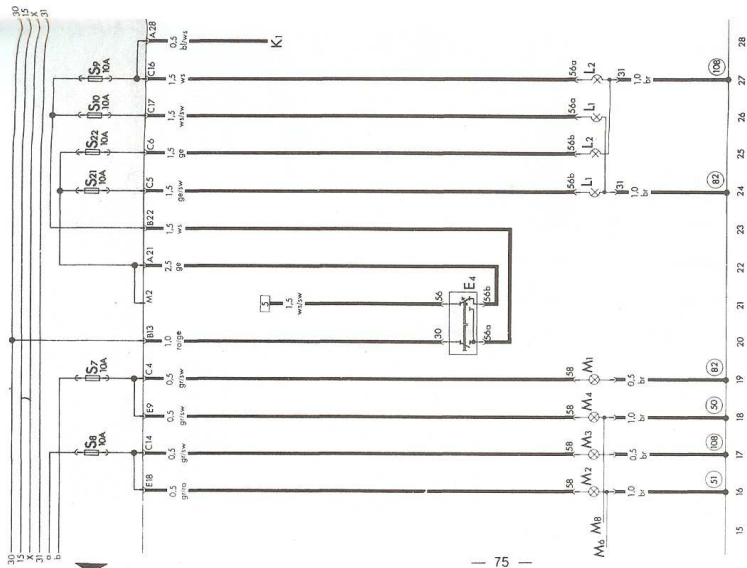 30
15
X
31
30
15
X
31
a
b
S8
10A
S7
10A
S21
10A
S22
10A
S10
10A
S9
10A
E18
C14
E9
C4
B13
M2
A21
B22
C5
C6
C17
C16
A28
0,5
gr/ro
0,5
gr/sw
0,5
gr/sw
0,5
gr/sw
1,0
ro/ge
2,5
ge
1,5
ws
1,5
ge/sw
1,5
ge
1,5
ws/sw
1,5
ws
0,5
bl/ws
K1
5
1,5
ws/sw
30
56
E4
56a
56b
58
58
58
58
56b
56b
56a
56a
M2
M3
M4
M1
L1
L2
L1
L2
31
31
M6
M8
1,0
br
0,5
br
1,0
br
0,5
br
1,0
br
1,0
br
51
108
50
82
82
108
15
16
17
18
19
20
21
22
23
24
25
26
27
28
— 75 —